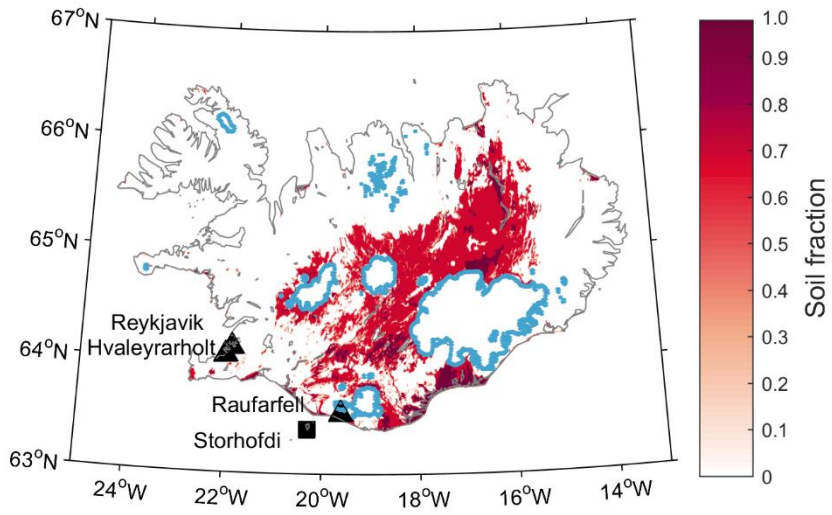 67°N
66°N
65°N
64°N
63°N
24°W
22°W
20°W
18°W
16°W
14°W
Reykjavik
Hvaleyrarholt
Raufarfell
Storhofdi
1.0
0.9
0.8
0.7
0.6
0.5
0.4
0.3
0.2
0.1
0
Soil fraction